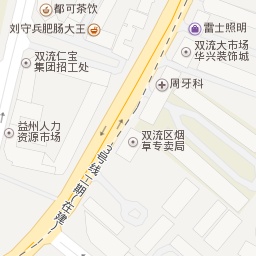 都可茶饮
刘守兵肥肠大王
雷士照明
双流大市场
华兴装饰城
双流仁宝
集团招工处
周牙科
益州人力
资源市场
双流区烟
草专卖局
3号线二期(在建)